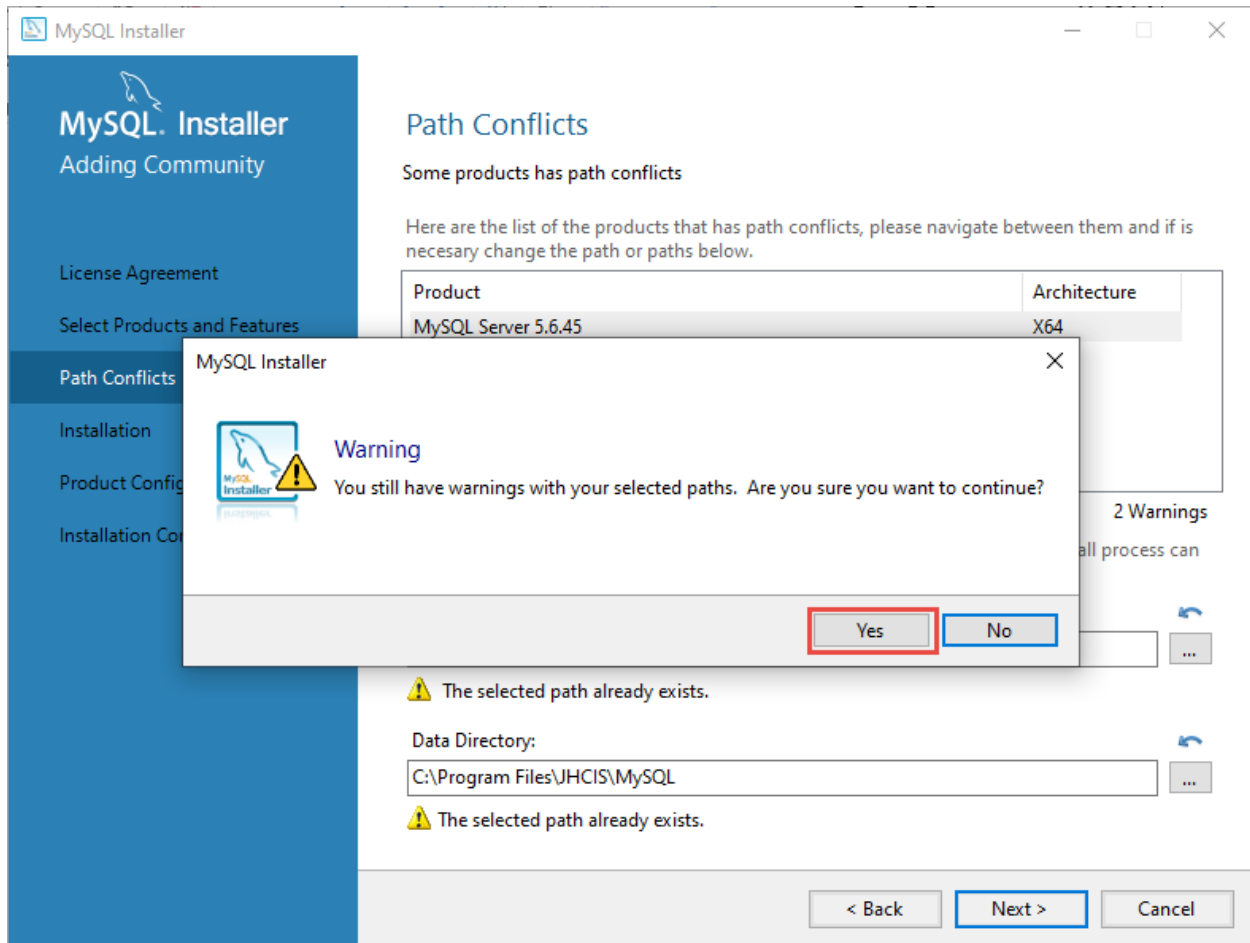 MySQL Installer
MySQL. Installer
Adding Community
License Agreement
Select Products and Features
Path Conflicts
Installation
Product Config
Installation Co
Path Conflicts
Some products has path conflicts
Here are the list of the products that has path conflicts, please navigate between them and if is
necesary change the path or paths below.
Product Architecture
MySQL Server 5.6.45 X64
MySQL Installer
MySQL
Installer
Warning
You still have warnings with your selected paths. Are you sure you want to continue?
Yes No
2 Warnings
all process can
...
The selected path already exists.
Data Directory:
C:\Program Files\JHCIS\MySQL
...
The selected path already exists.
< Back Next > Cancel